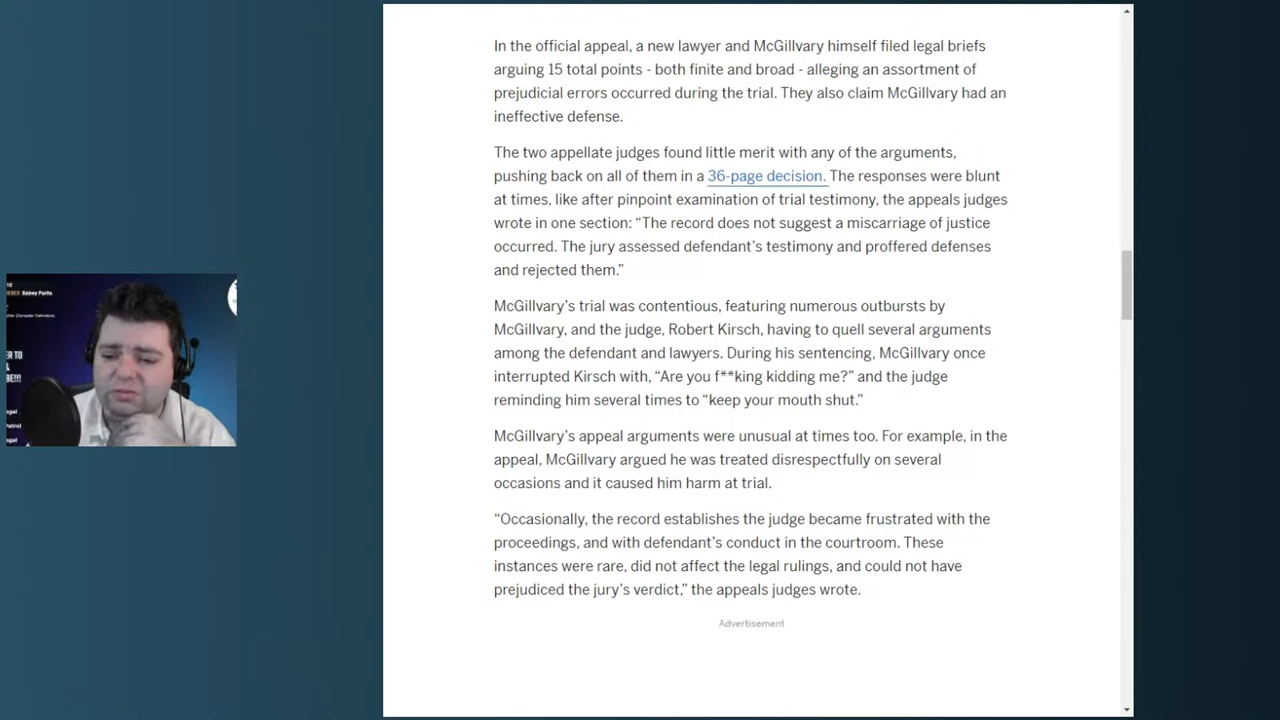 In the official appeal, a new lawyer and McGillvary himself filed legal briefs
arguing 15 total points - both finite and broad - alleging an assortment of
prejudicial errors occurred during the trial. They also claim McGillvary had an
ineffective defense.
The two appellate judges found little merit with any of the arguments,
pushing back on all of them in a 36-page decision. The responses were blunt
at times, like after pinpoint examination of trial testimony, the appeals judges
wrote in one section: “The record does not suggest a miscarriage of justice
occurred. The jury assessed defendant’s testimony and proffered defenses
and rejected them.”
McGillvary’s trial was contentious, featuring numerous outbursts by
McGillvary, and the judge, Robert Kirsch, having to quell several arguments
among the defendant and lawyers. During his sentencing, McGillvary once
interrupted Kirsch with, “Are you f**king kidding me?” and the judge
reminding him several times to “keep your mouth shut.”
McGillvary’s appeal arguments were unusual at times too. For example, in the
appeal, McGillvary argued he was treated disrespectfully on several
occasions and it caused him harm at trial.
“Occasionally, the record establishes the judge became frustrated with the
proceedings, and with defendant’s conduct in the courtroom. These
instances were rare, did not affect the legal rulings, and could not have
prejudiced the jury’s verdict,” the appeals judges wrote.
Advertisement